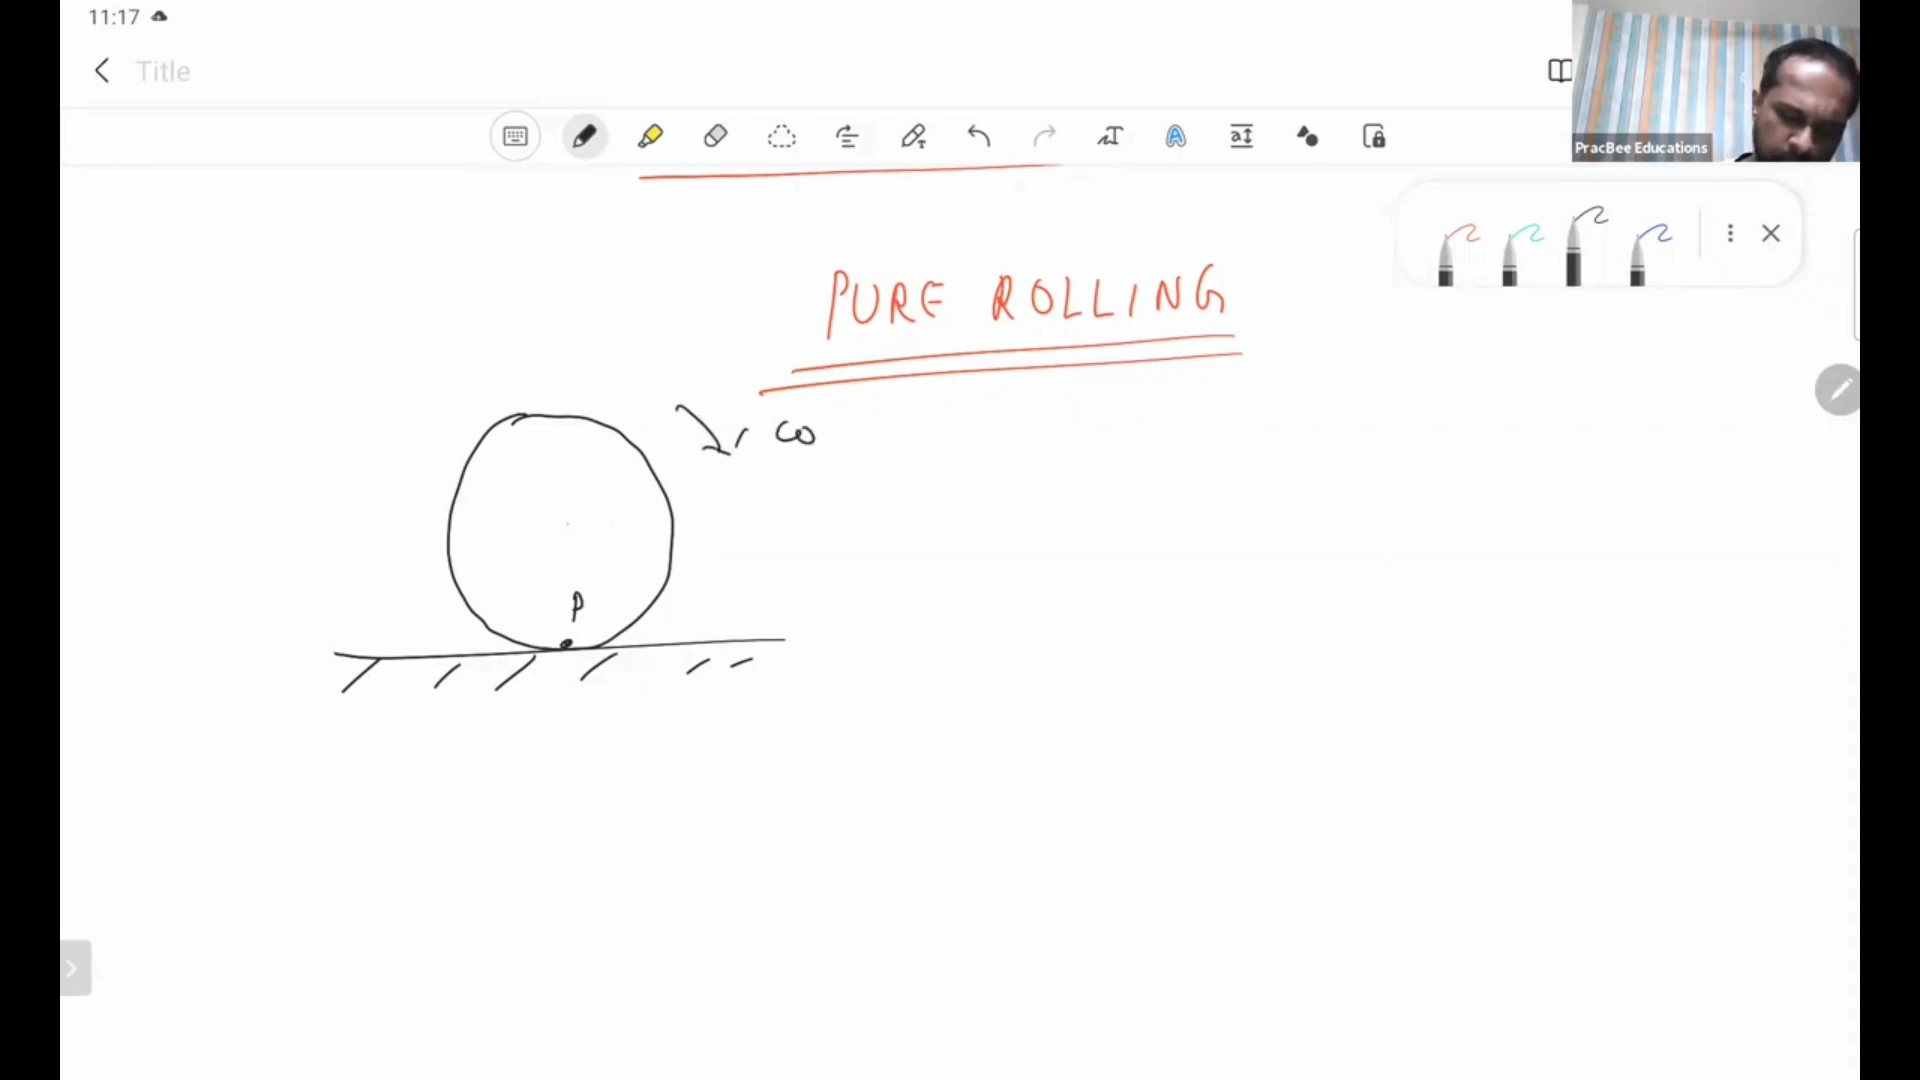 11:17
Title
PracBee Educations
PURE ROLLING
ω
P